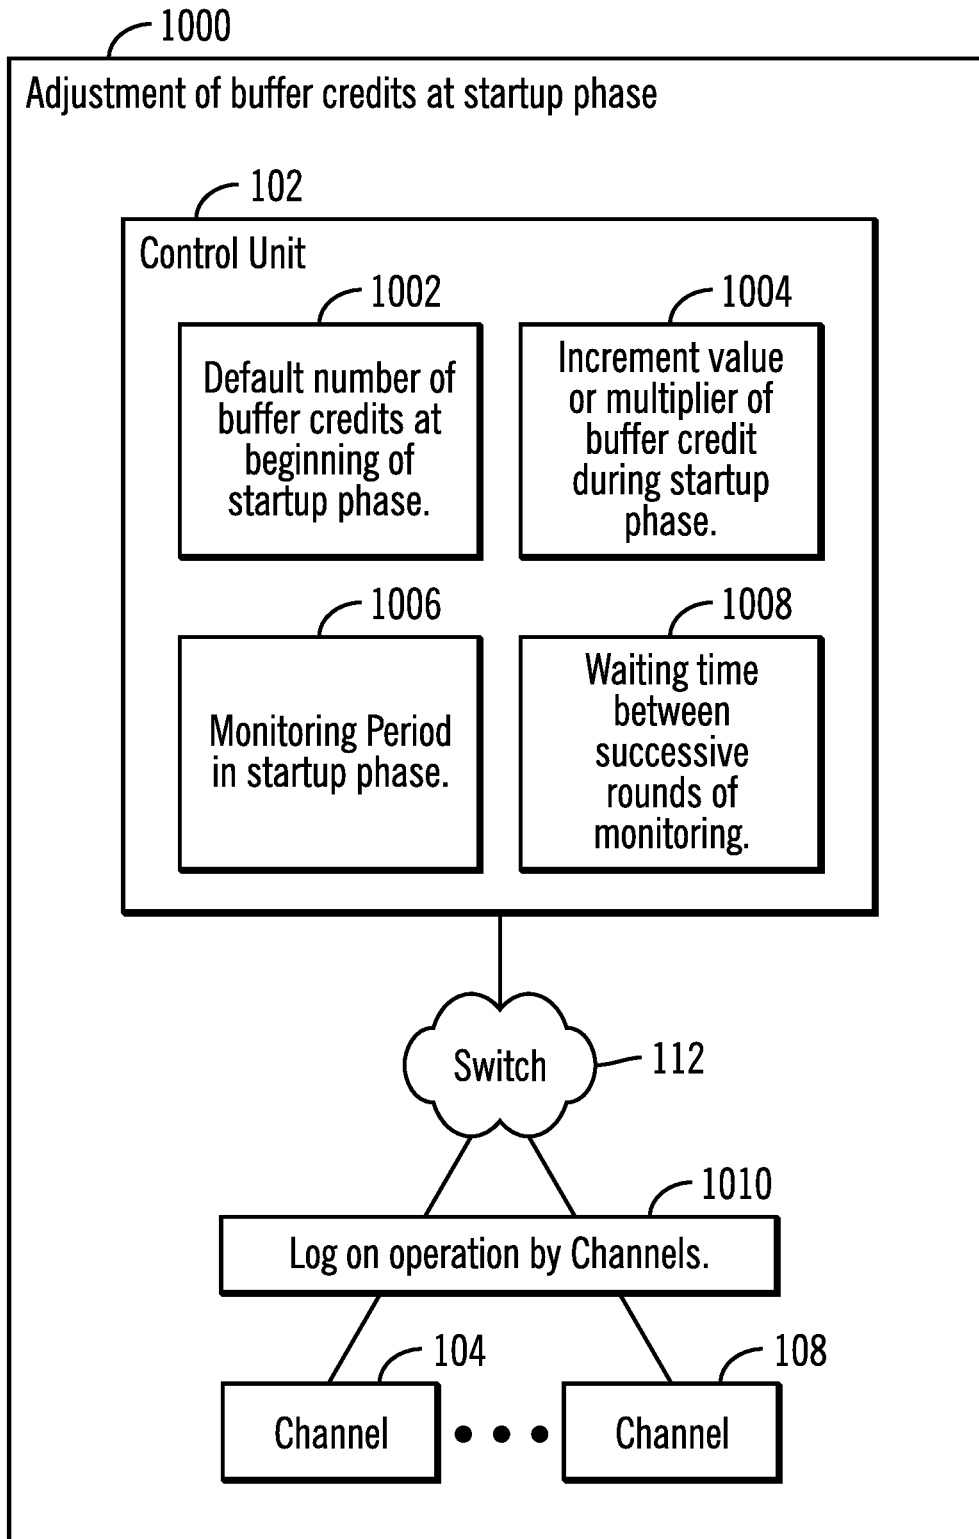 1000
Adjustment of buffer credits at startup phase
102
Control Unit
1002
Default number of
buffer credits at
beginning of
startup phase.
1004
Increment value
or multiplier of
buffer credit
during startup
phase.
1006
Monitoring Period
in startup phase.
1008
Waiting time
between
successive
rounds of
monitoring.
Switch
112
1010
Log on operation by Channels.
104
Channel
108
Channel